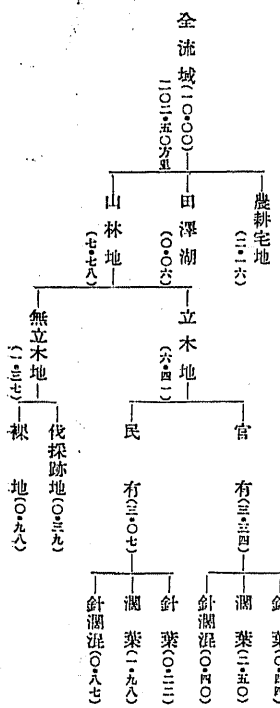 全流域(一〇・〇〇)
一〇二・五〇方里
農耕宅地
(二・一六)
田澤湖
(〇・〇六)
山林地
(七・七八)
立木地
(六・四一)
無立木地
(一・三七)
官有(三・三四)
民有(三・〇七)
伐採跡地(〇・三九)
裸地(〇・九八)
濶葉(二・五〇)
針濶混(〇・四〇)
針葉(〇・二二)
濶葉(一・九八)
針濶混(〇・八七)